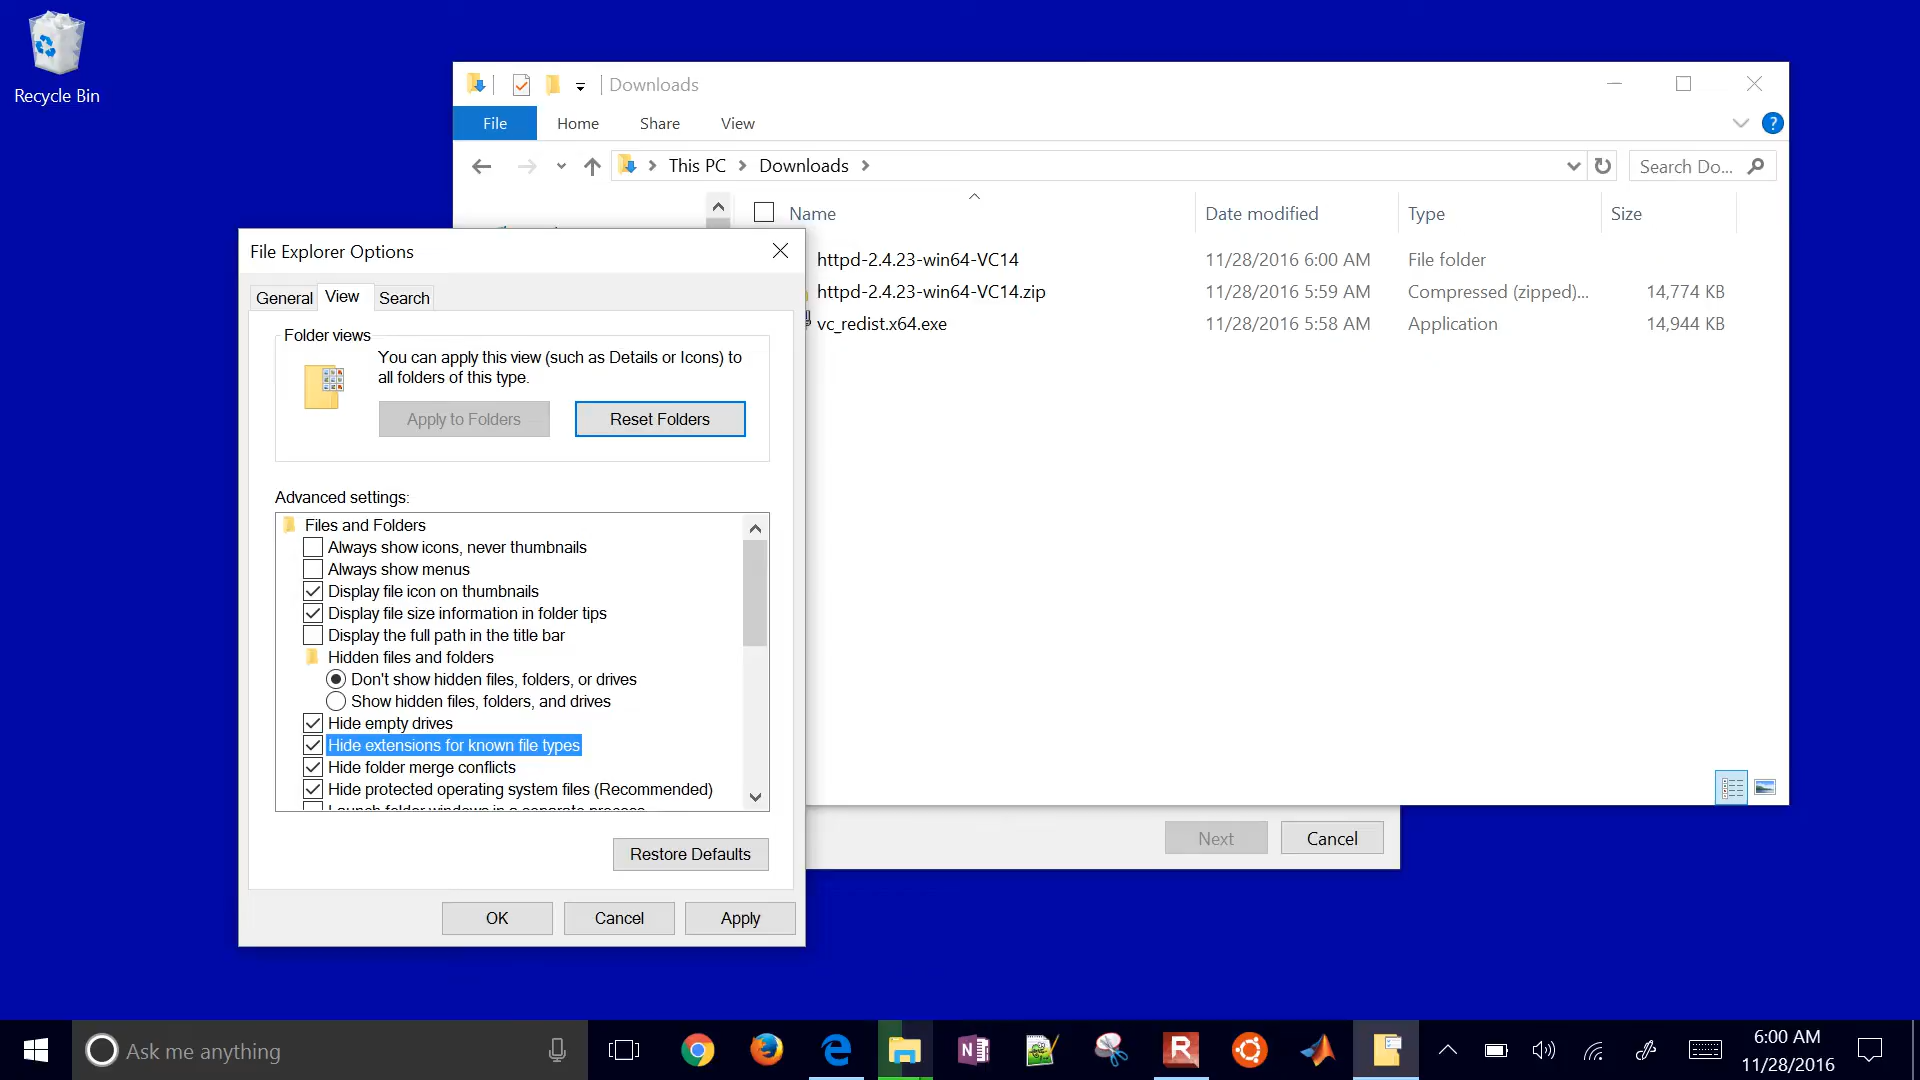 Recycle Bin
Downloads
File
Home
Share
View
?
This PC
Downloads
Search Do...
Name
Date modified
Type
Size
httpd-2.4.23-win64-VC14
11/28/2016 6:00 AM
File folder
httpd-2.4.23-win64-VC14.zip
11/28/2016 5:59 AM
Compressed (zipped)...
14,774 KB
vc_redist.x64.exe
11/28/2016 5:58 AM
Application
14,944 KB
File Explorer Options
General
View
Search
Folder views
You can apply this view (such as Details or Icons) to
all folders of this type.
Apply to Folders
Reset Folders
Advanced settings:
Files and Folders
Always show icons, never thumbnails
Always show menus
Display file icon on thumbnails
Display file size information in folder tips
Display the full path in the title bar
Hidden files and folders
Don't show hidden files, folders, or drives
Show hidden files, folders, and drives
Hide empty drives
Hide extensions for known file types
Hide folder merge conflicts
Hide protected operating system files (Recommended)
Launch folder windows in a separate process
Restore Defaults
OK
Cancel
Apply
Next
Cancel
Ask me anything
N
R
6:00 AM
11/28/2016